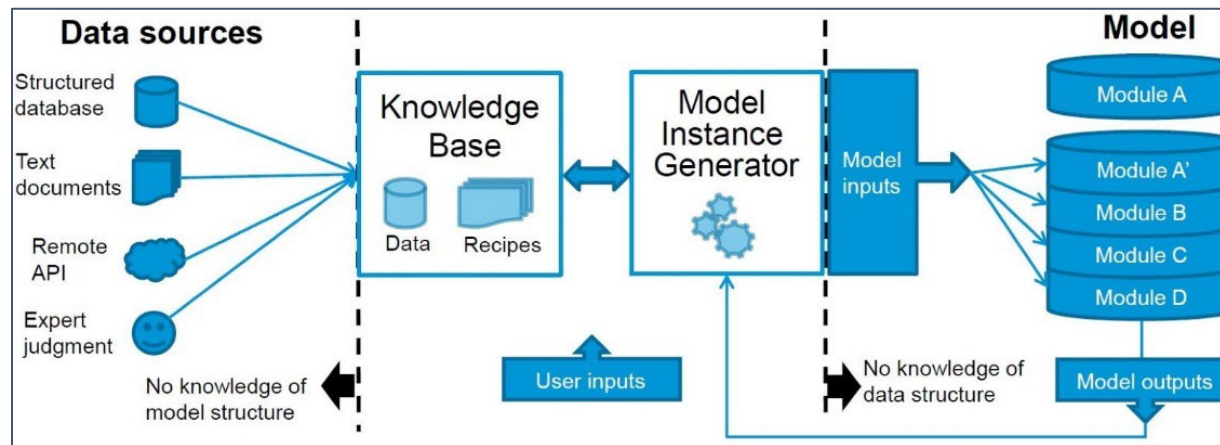 Data sources
Structured
database
Text
documents
Remote
API
Expert
judgment
No knowledge of
model structure
Knowledge
Base
Data
Recipes
Model
Instance
Generator
User inputs
Model
inputs
No knowledge of
data structure
Model
Module A
Module A'
Module B
Module C
Module D
Model outputs